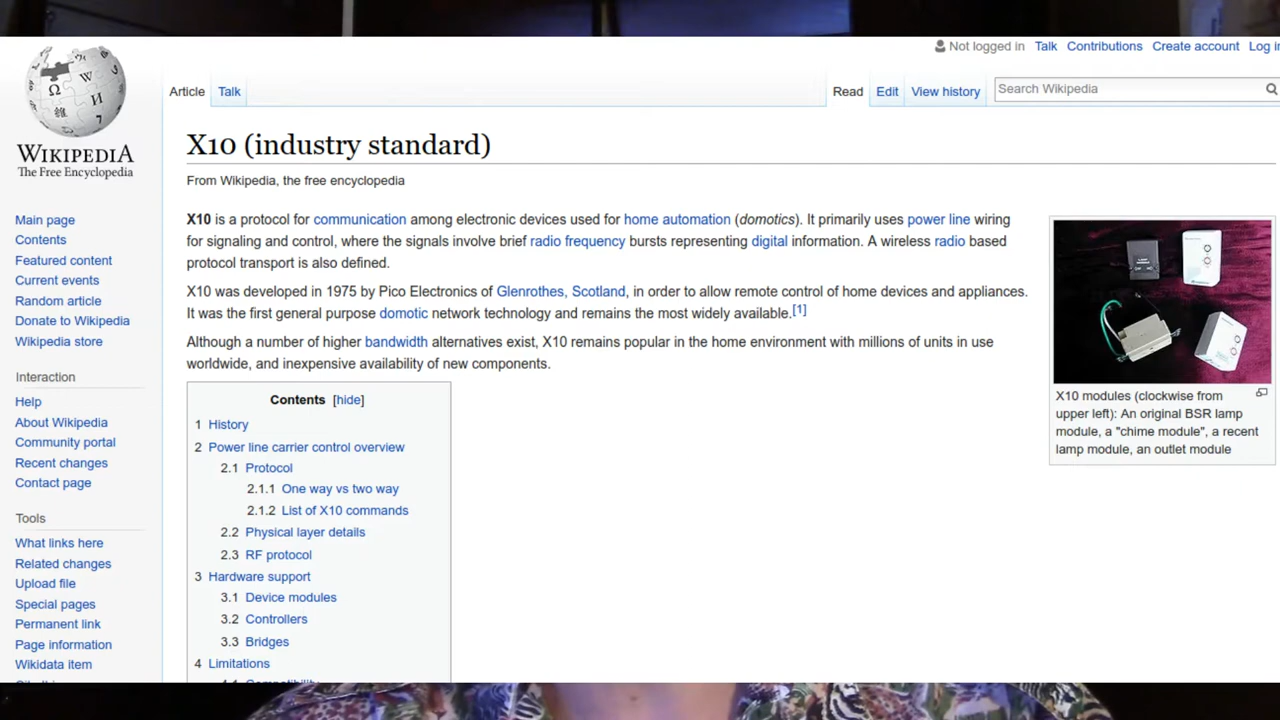 Not logged in Talk Contributions Create account Log in
Article Talk Read Edit View history Search Wikipedia
WIKIPEDIA
The Free Encyclopedia
X10 (industry standard)
From Wikipedia, the free encyclopedia
X10 is a protocol for communication among electronic devices used for home automation (domotics). It primarily uses power line wiring
for signaling and control, where the signals involve brief radio frequency bursts representing digital information. A wireless radio based
protocol transport is also defined.
X10 was developed in 1975 by Pico Electronics of Glenrothes, Scotland, in order to allow remote control of home devices and appliances.
It was the first general purpose domotic network technology and remains the most widely available.[1]
Although a number of higher bandwidth alternatives exist, X10 remains popular in the home environment with millions of units in use
worldwide, and inexpensive availability of new components.
X10 modules (clockwise from
upper left): An original BSR lamp
module, a "chime module", a recent
lamp module, an outlet module
Contents [hide]
1 History
2 Power line carrier control overview
2.1 Protocol
2.1.1 One way vs two way
2.1.2 List of X10 commands
2.2 Physical layer details
2.3 RF protocol
3 Hardware support
3.1 Device modules
3.2 Controllers
3.3 Bridges
4 Limitations
4.1 Compatibility
Main page
Contents
Featured content
Current events
Random article
Donate to Wikipedia
Wikipedia store
Interaction
Help
About Wikipedia
Community portal
Recent changes
Contact page
Tools
What links here
Related changes
Upload file
Special pages
Permanent link
Page information
Wikidata item